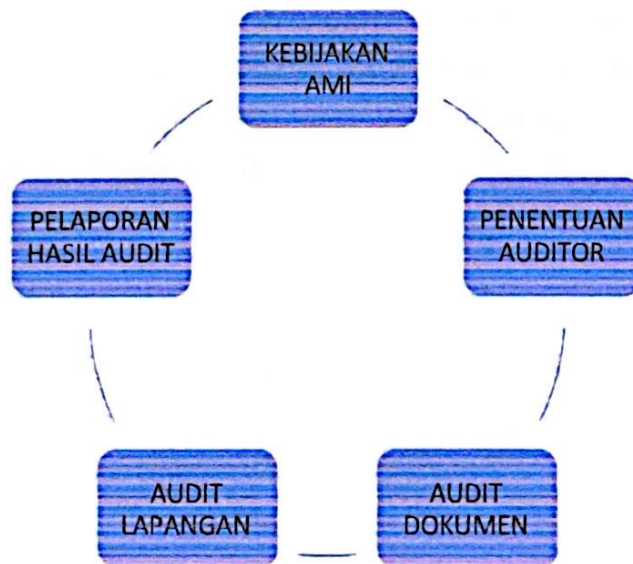 KEBIJAKAN
AMI
PENENTUAN
AUDITOR
AUDIT
DOKUMEN
AUDIT
LAPANGAN
PELAPORAN
HASIL AUDIT